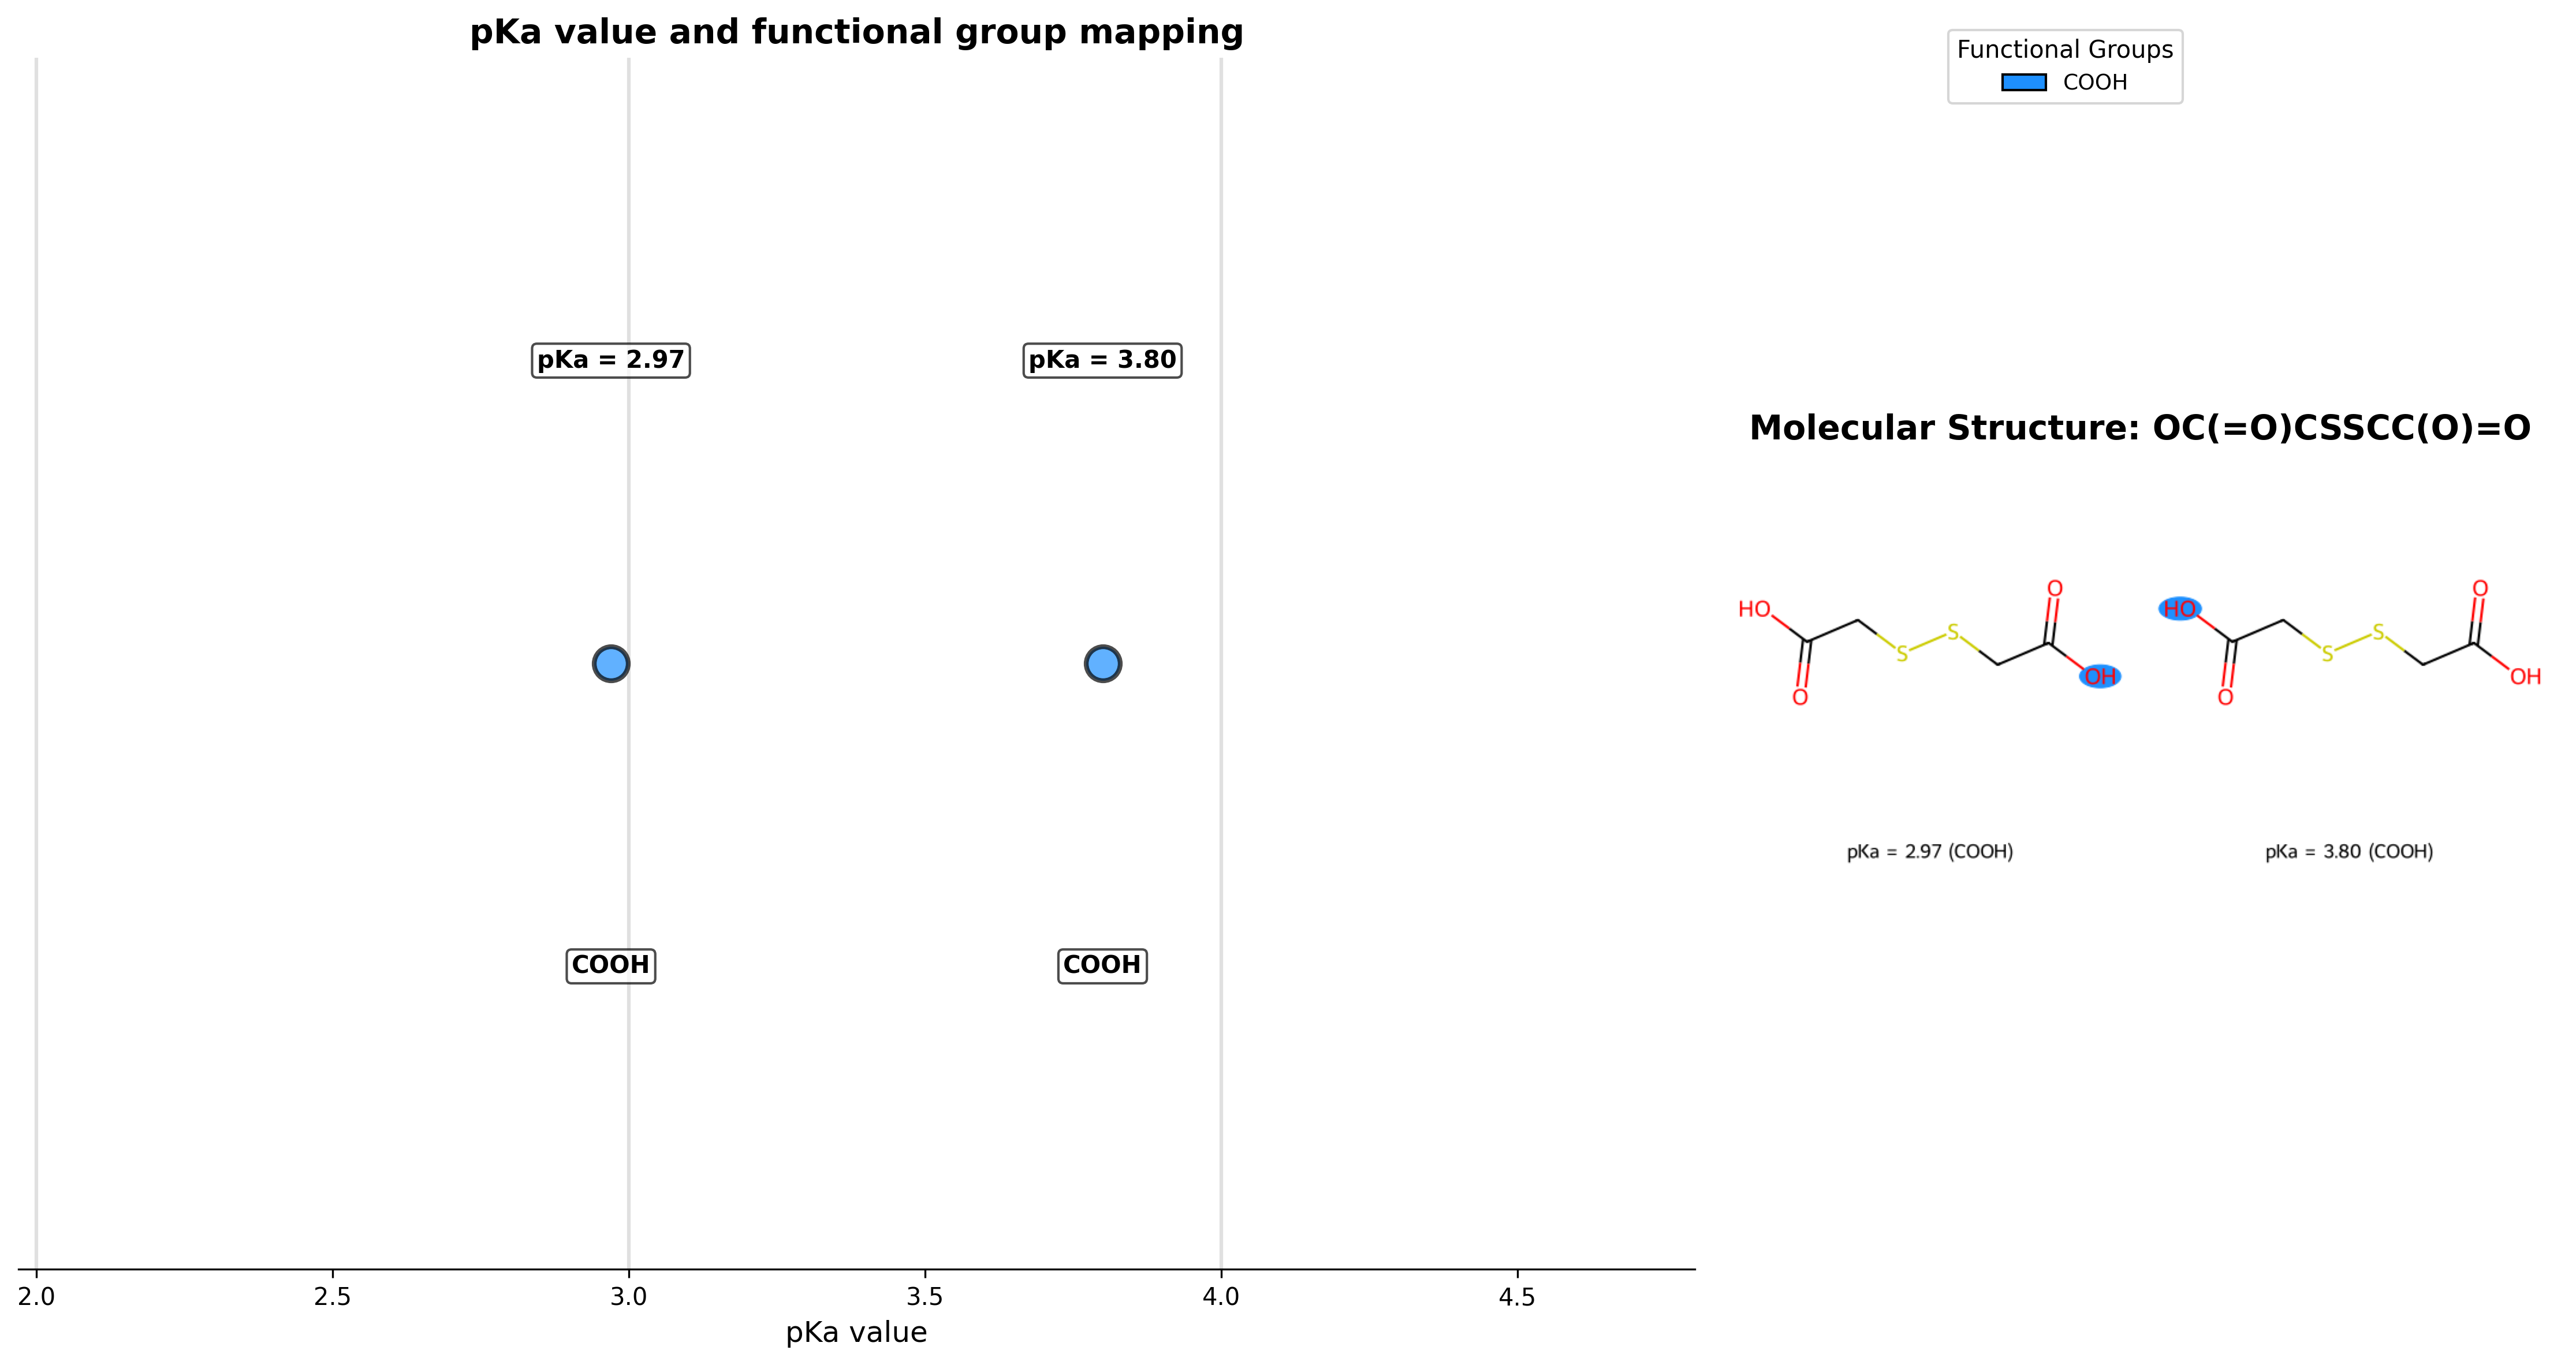 pKa value and functional group mapping
pKa = 2.97
pKa = 3.80
COOH
COOH
2.0
2.5
3.0
3.5
4.0
4.5
pKa value
Functional Groups
COOH
Molecular Structure: OC(=O)CSSCC(O)=O
HO
O
S
S
O
OH
HO
O
S
S
O
OH
pKa = 2.97 (COOH)
pKa = 3.80 (COOH)